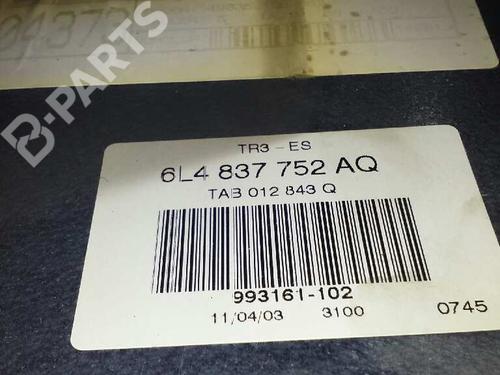 B-PARTS
TR3-ES
6L4 837 752 AQ
TAB 012 843 Q
993161-102
11/04/03 3100 0745